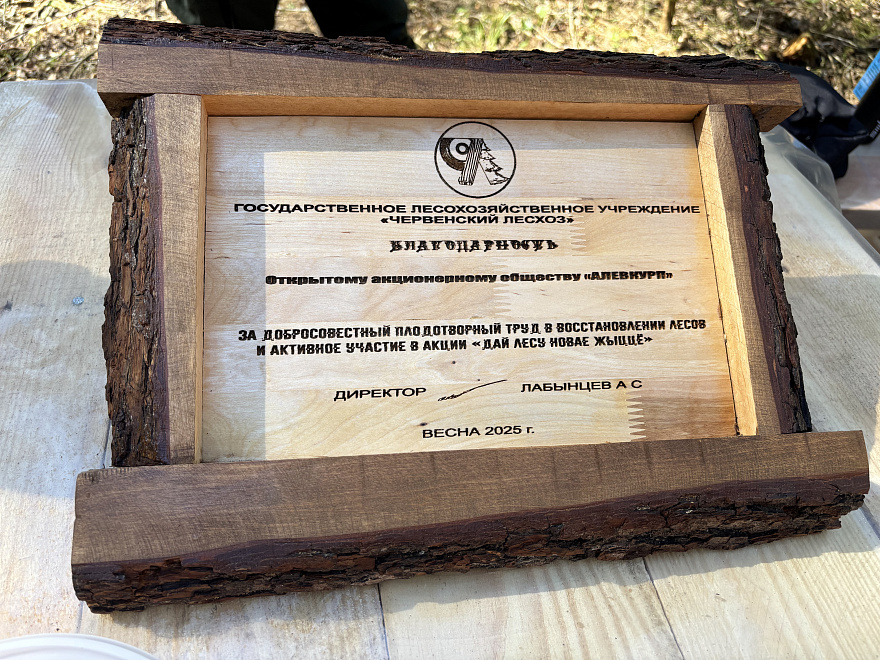 ГОСУДАРСТВЕННОЕ ЛЕСОХОЗЯЙСТВЕННОЕ УЧРЕЖДЕНИЕ
«ЧЕРВЕНСКИЙ ЛЕСХОЗ»
БЛАГОДАРНОСТЬ
Открытому акционерному обществу «АЛЕВКУРП»
ЗА ДОБРОСОВЕСТНЫЙ ПЛОДОТВОРНЫЙ ТРУД В ВОССТАНОВЛЕНИИ ЛЕСОВ
И АКТИВНОЕ УЧАСТИЕ В АКЦИИ «ДАЙ ЛЕСУ НОВАЕ ЖЫЦЦЁ»
ДИРЕКТОР ЛАБЫНЦЕВ А С
ВЕСНА 2025 г.